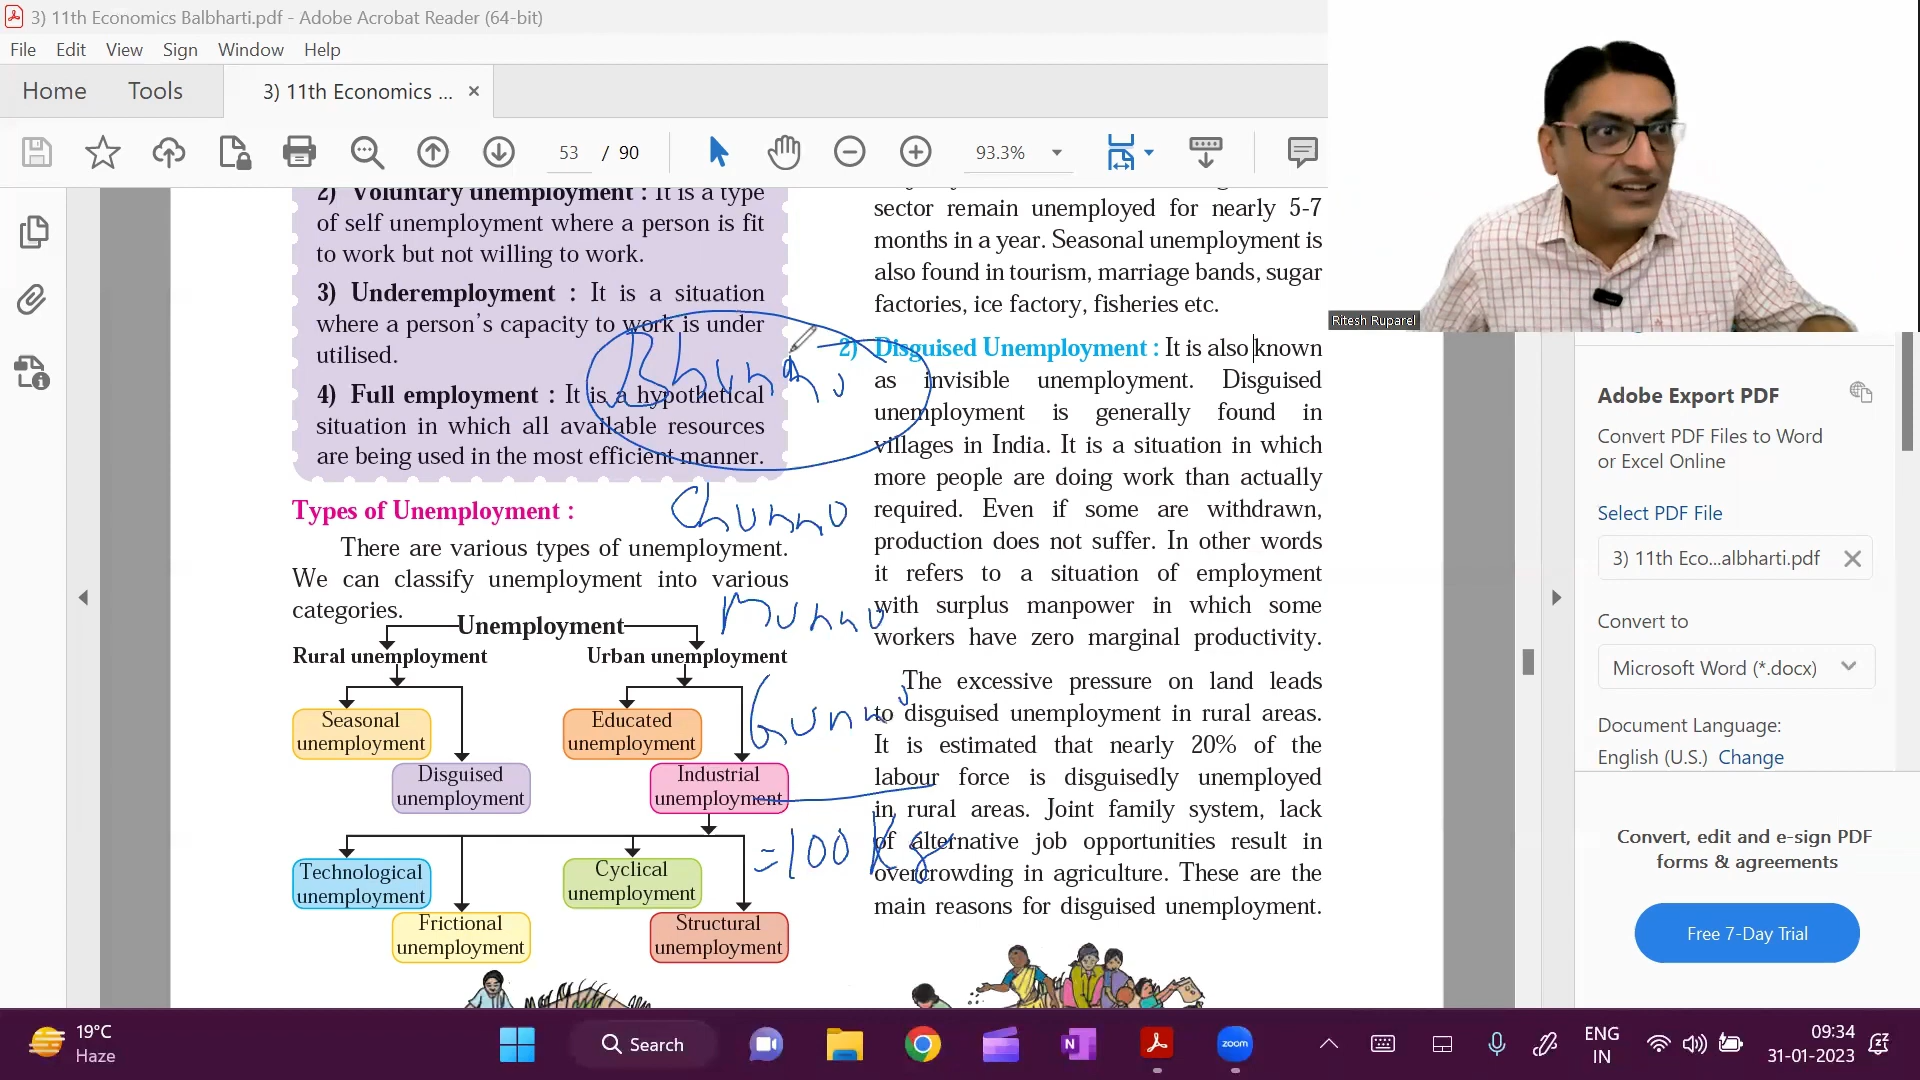 3) 11th Economics Balbharti.pdf - Adobe Acrobat Reader (64-bit)
File Edit View Sign Window Help
Home Tools 3) 11th Economics ... ×
53 / 90 93.3%
2) Voluntary unemployment : It is a type
of self unemployment where a person is fit
to work but not willing to work.
3) Underemployment : It is a situation
where a person's capacity to work is under
utilised.
4) Full employment : It is a hypothetical
situation in which all available resources
are being used in the most efficient manner.
Types of Unemployment :
There are various types of unemployment.
We can classify unemployment into various
categories.
Unemployment
Rural unemployment Urban unemployment
Seasonal
unemployment
Educated
unemployment
Disguised
unemployment
Industrial
unemployment
Technological
unemployment
Cyclical
unemployment
Frictional
unemployment
Structural
unemployment
Chunnu
Munnu
Gunnu
=100 Kg
sector remain unemployed for nearly 5-7
months in a year. Seasonal unemployment is
also found in tourism, marriage bands, sugar
factories, ice factory, fisheries etc.
2) Disguised Unemployment : It is also known
as invisible unemployment. Disguised
unemployment is generally found in
villages in India. It is a situation in which
more people are doing work than actually
required. Even if some are withdrawn,
production does not suffer. In other words
it refers to a situation of employment
with surplus manpower in which some
workers have zero marginal productivity.
The excessive pressure on land leads
to disguised unemployment in rural areas.
It is estimated that nearly 20% of the
labour force is disguisedly unemployed
in rural areas. Joint family system, lack
of alternative job opportunities result in
overcrowding in agriculture. These are the
main reasons for disguised unemployment.
Ritesh Ruparel
Adobe Export PDF
Convert PDF Files to Word
or Excel Online
Select PDF File
3) 11th Eco...albharti.pdf
Convert to
Microsoft Word (*.docx)
Document Language:
English (U.S.) Change
Convert, edit and e-sign PDF
forms & agreements
Free 7-Day Trial
19°C
Haze
Search
zoom
ENG
IN
09:34
31-01-2023